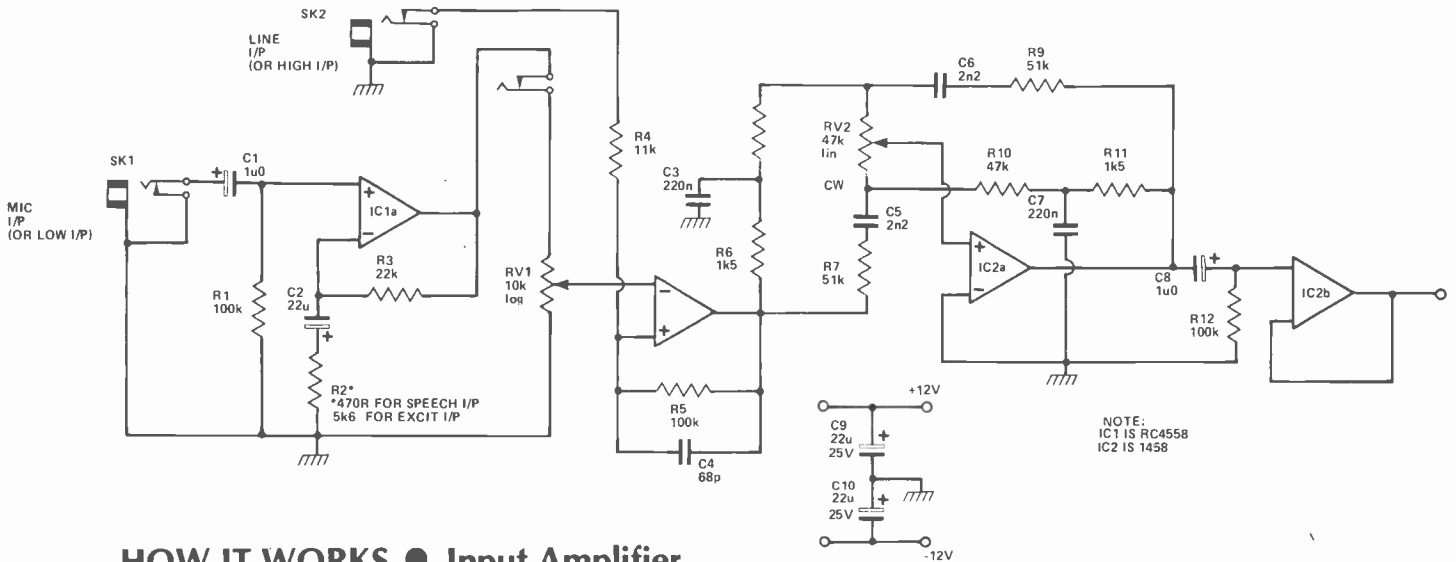 SK2
LINE
I/P
(OR HIGH I/P)
SK1
MIC
I/P
(OR LOW I/P)
C1
1u0
+
R1
100k
+
IC1a
−
R3
22k
C2
22u
+
R2*
*470R FOR SPEECH I/P
5k6 FOR EXCIT I/P
RV1
10k
log
R4
11k
−
+
R5
100k
C4
68p
C3
220n
R6
1k5
RV2
47k
lin
CW
C5
2n2
R7
51k
C6
2n2
R9
51k
R10
47k
R11
1k5
C7
220n
+
IC2a
−
C8
1u0
+
R12
100k
IC2b
+12V
C9
22u
25V
+
C10
22u
25V
+
-12V
NOTE:
IC1 IS RC4558
IC2 IS 1458
HOW IT WORKS ● Input Amplifier